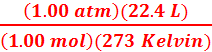 (1.00 atm)(22.4 L)
(1.00 mol)(273 Kelvin)